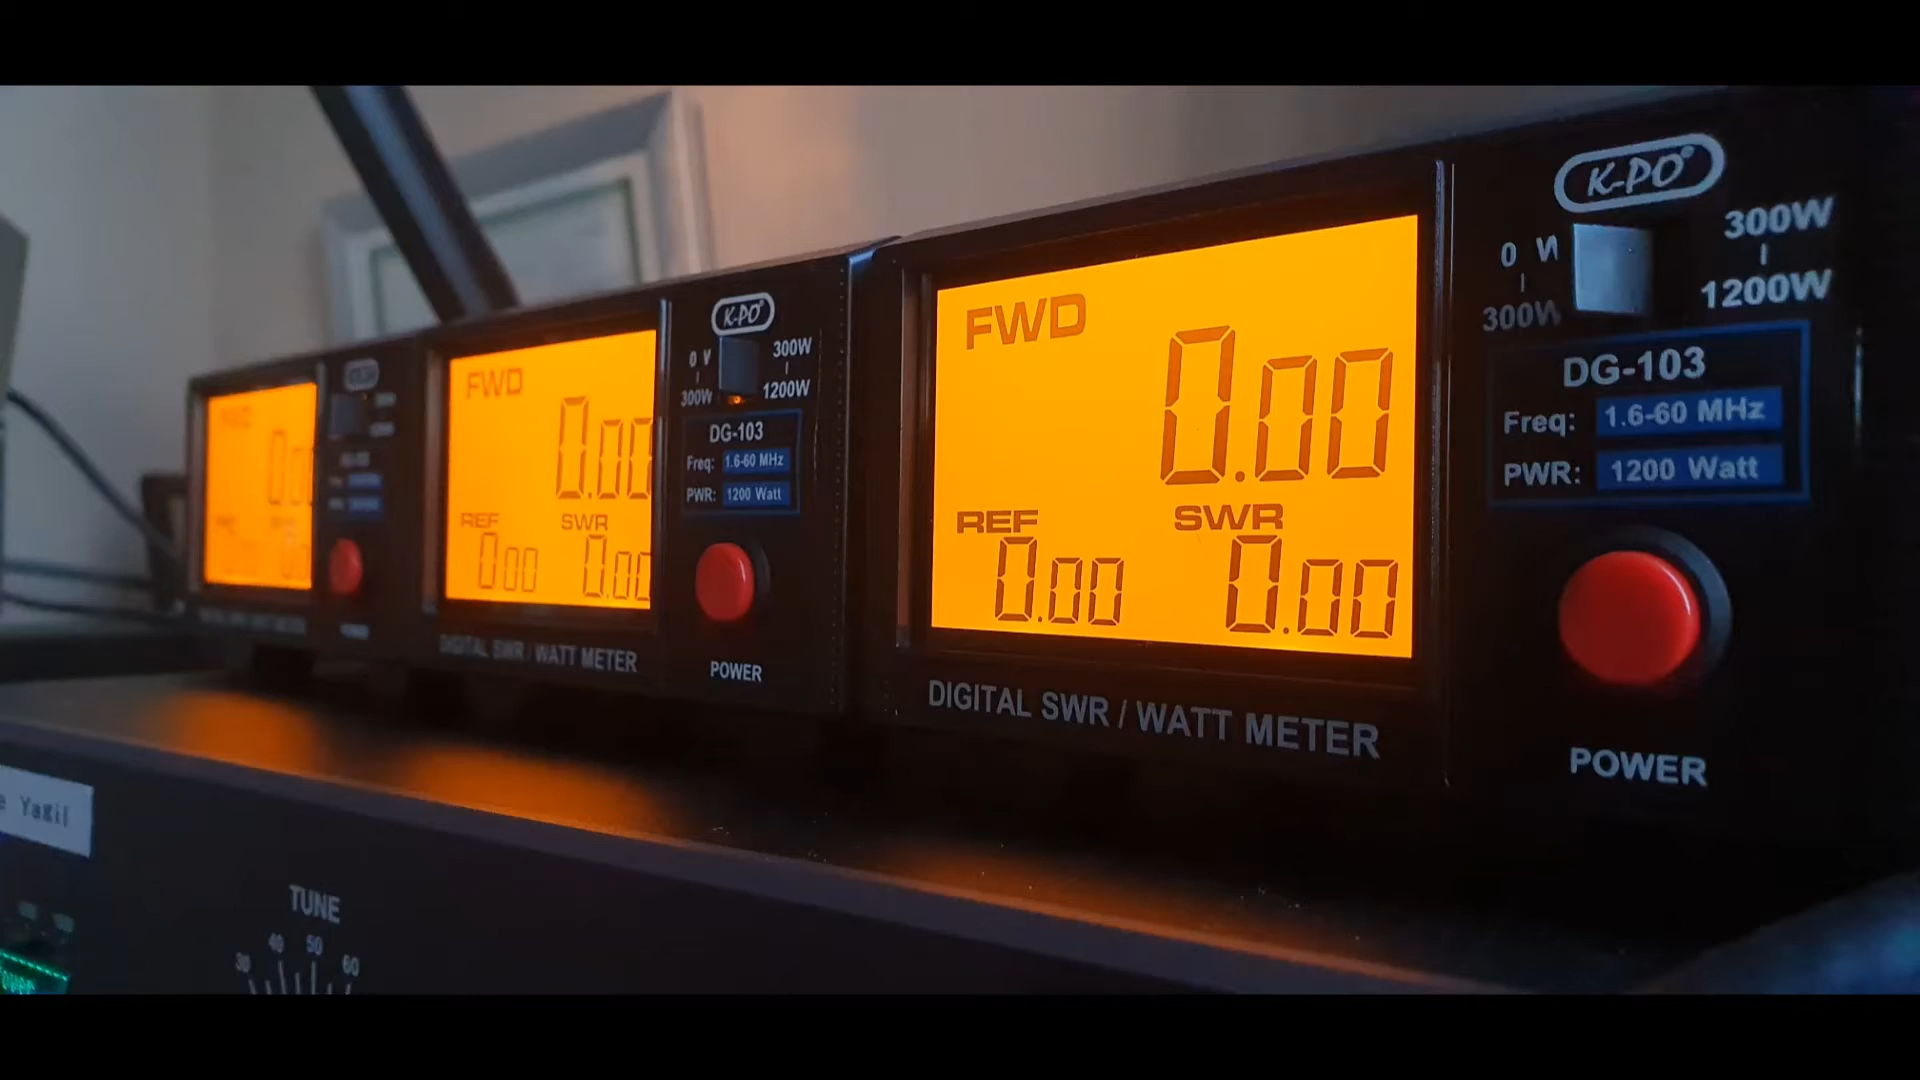 K-PO
0 W
300W
300W
1200W
DG-103
Freq: 1.6-60 MHz
PWR: 1200 Watt
FWD
0.00
REF
0.00
SWR
0.00
DIGITAL SWR / WATT METER
POWER
K-PO
0
300W
300W
1200W
DG-103
Freq: 1.6-60 MHz
PWR: 1200 Watt
FWD
0.00
REF
0.00
SWR
0.00
DIGITAL SWR / WATT METER
POWER
FWD
TUNE
30 40 50 60